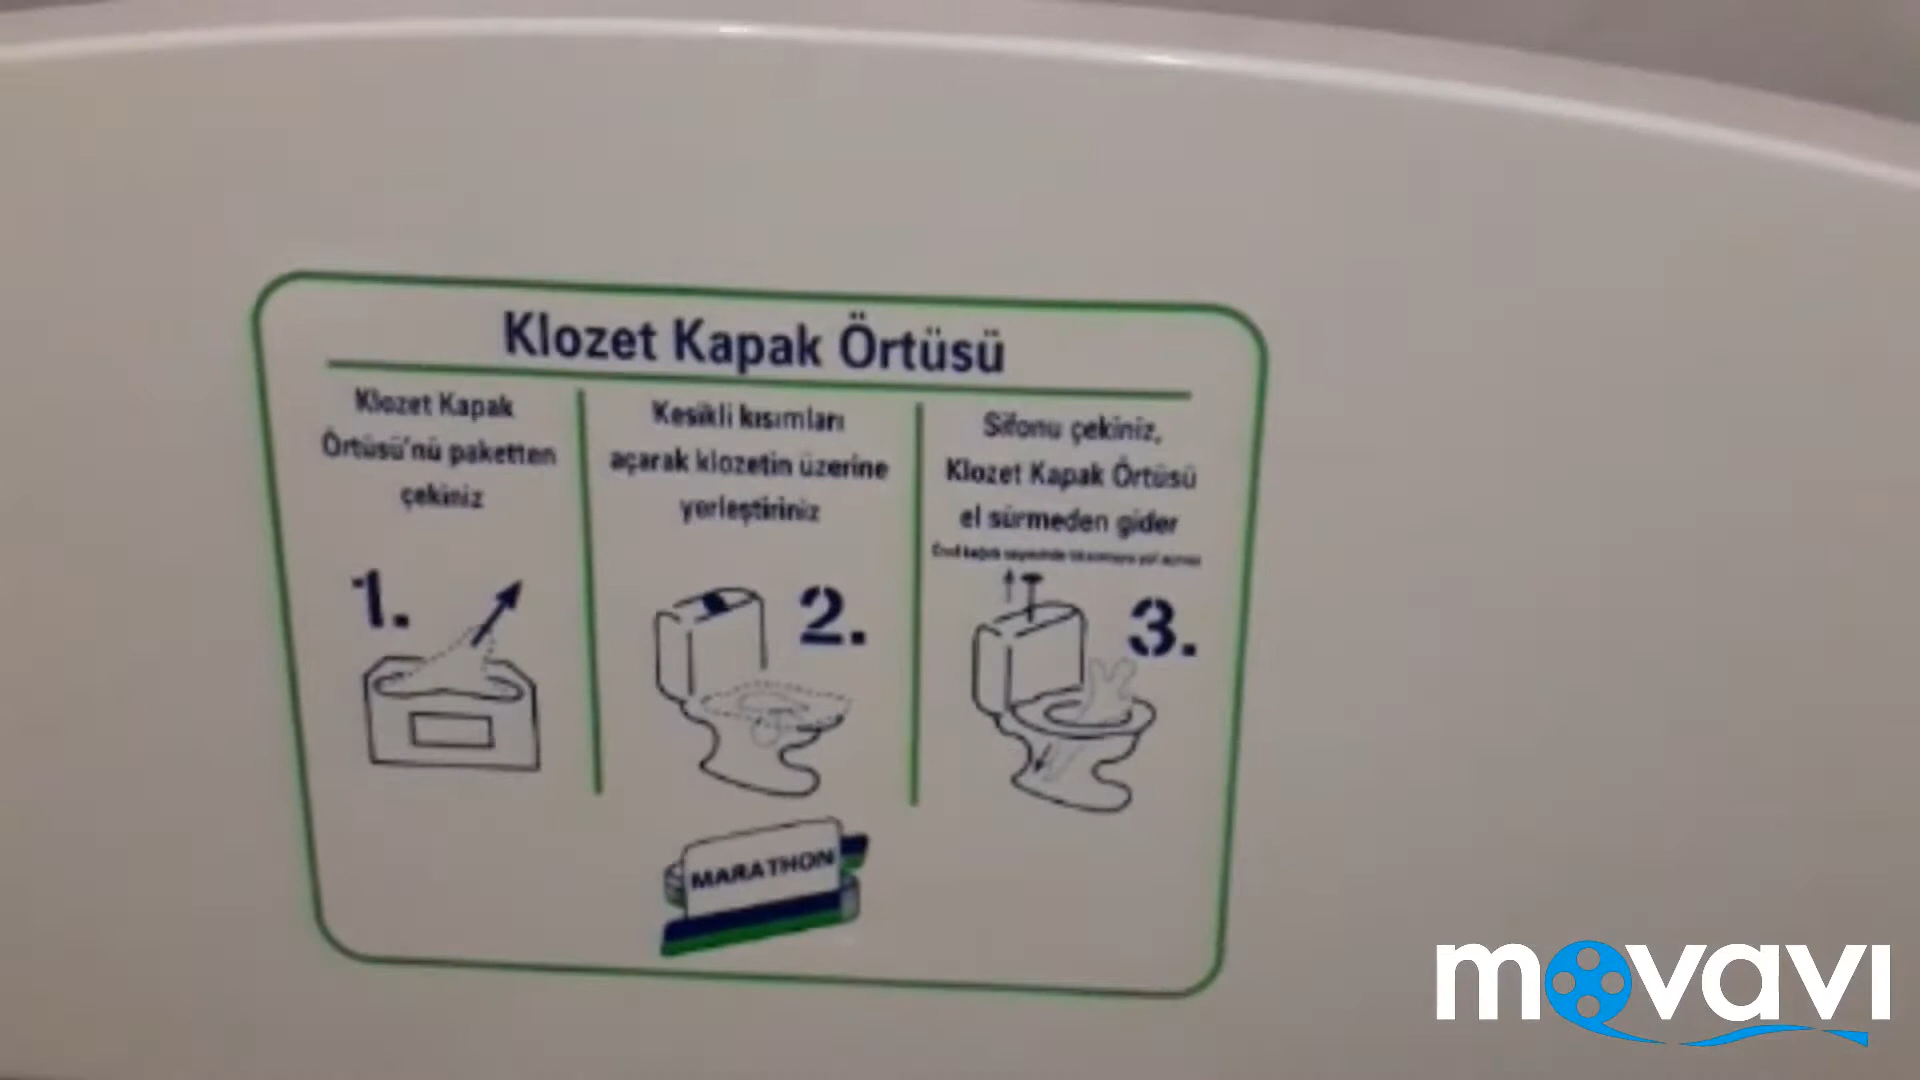 Klozet Kapak Örtüsü
Klozet Kapak
Örtüsü'nü paketten
çekiniz
Kesikli kısımları
açarak klozetin üzerine
yerleştiriniz
Sifonu çekiniz,
Klozet Kapak Örtüsü
el sürmeden gider
1.
2.
3.
MARATHON
movavi